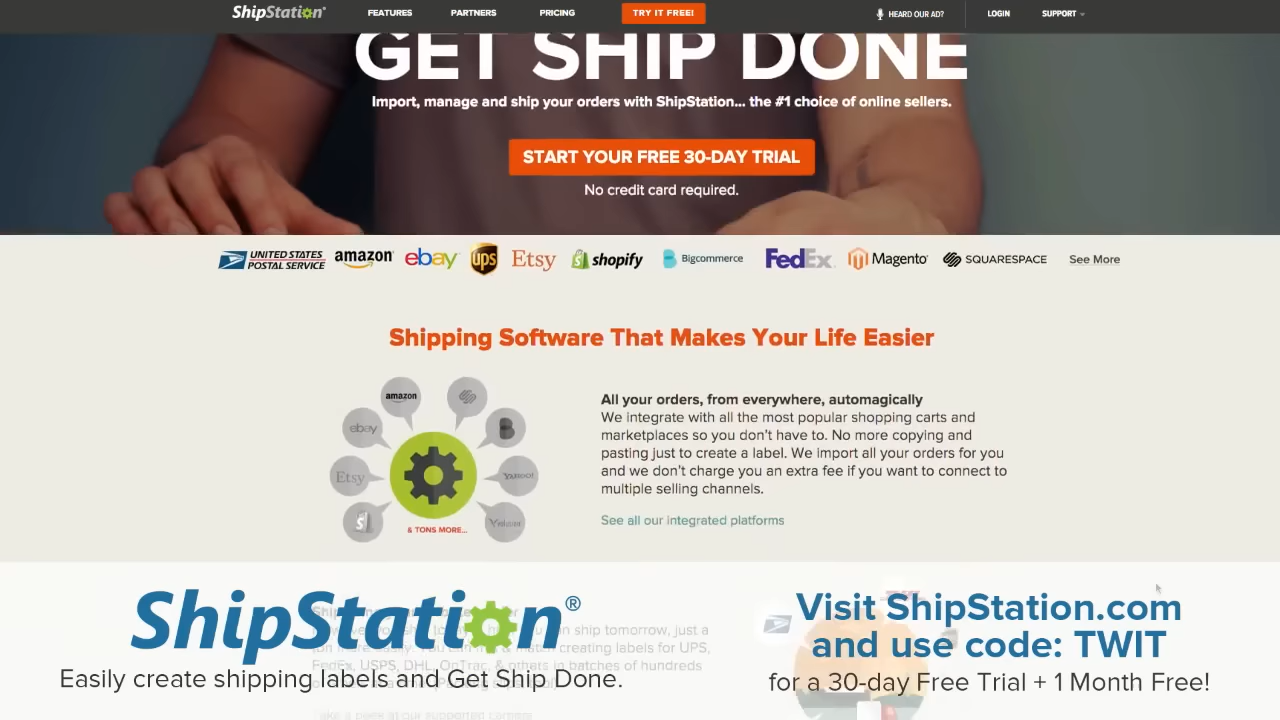 ShipStation® FEATURES PARTNERS PRICING TRY IT FREE! HEARD OUR AD? LOGIN SUPPORT
GET SHIP DONE
Import, manage and ship your orders with ShipStation... the #1 choice of online sellers.
START YOUR FREE 30-DAY TRIAL
No credit card required.
UNITED STATES POSTAL SERVICE amazon ebay ups Etsy shopify Bigcommerce FedEx Magento SQUARESPACE See More
Shipping Software That Makes Your Life Easier
amazon
ebay
Etsy
YAHOO!
& TONS MORE...
All your orders, from everywhere, automagically
We integrate with all the most popular shopping carts and
marketplaces so you don't have to. No more copying and
pasting just to create a label. We import all your orders for you
and we don't charge you an extra fee if you want to connect to
multiple selling channels.
See all our integrated platforms
ShipStation®
Easily create shipping labels and Get Ship Done.
Visit ShipStation.com
and use code: TWIT
for a 30-day Free Trial + 1 Month Free!